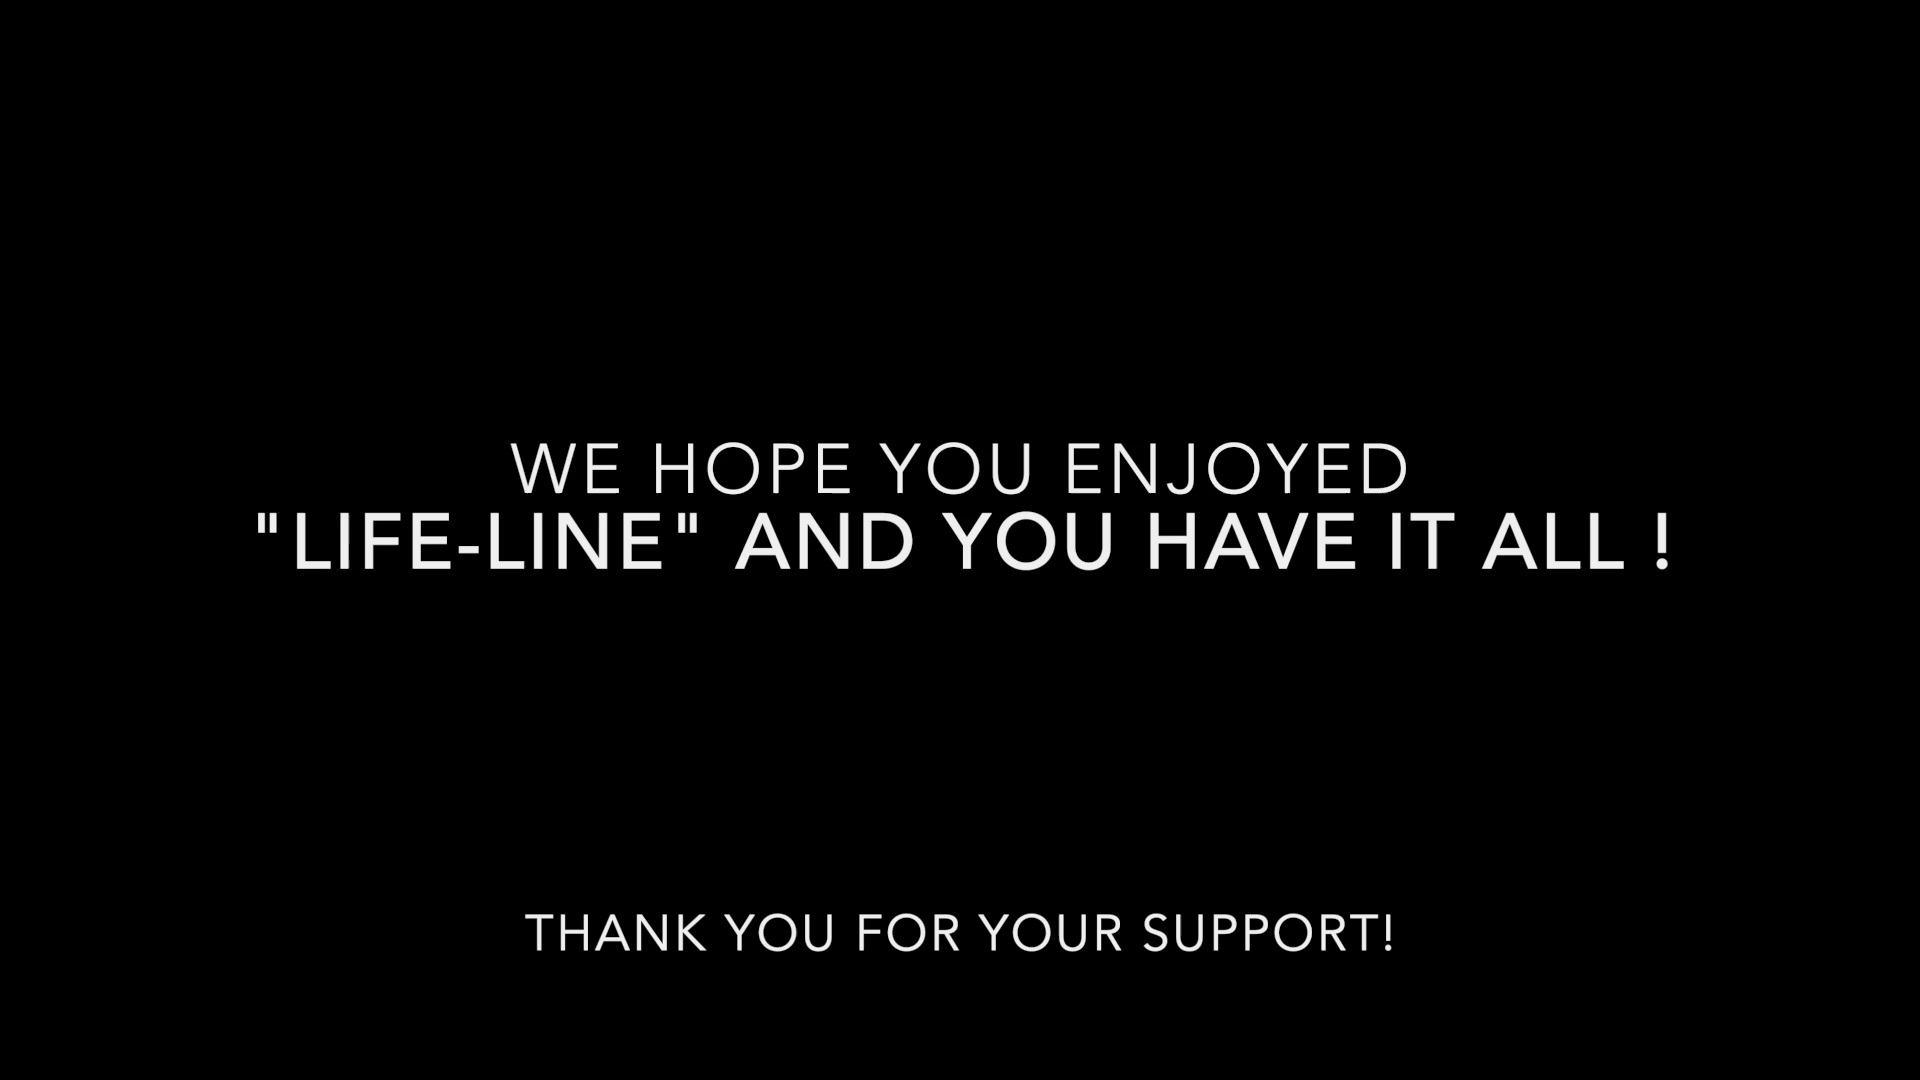 WE HOPE YOU ENJOYED
"LIFE-LINE" AND YOU HAVE IT ALL !
THANK YOU FOR YOUR SUPPORT!